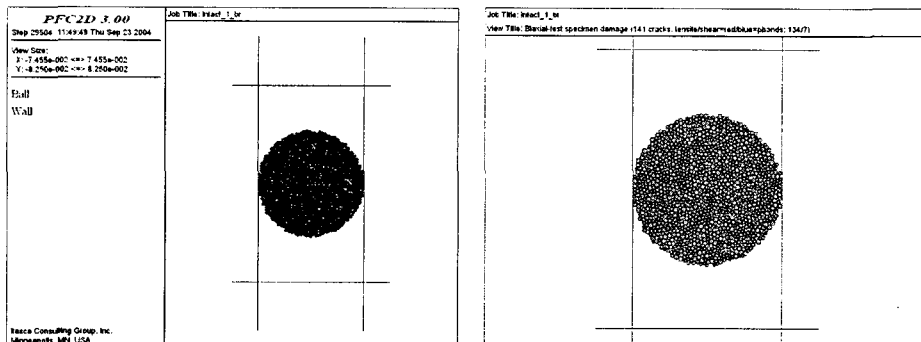 PFC2D 3.00
Step 29504 11:49:49 Thu Sep 23 2004
View Size:
X: -7.455e-002 <=> 7.455e-002
Y: -8.250e-002 <=> 8.250e-002
Ball
Wall
Itasca Consulting Group, Inc.
Minneapolis, MN USA
Job Title: Intact_1_br
Job Title: Intact_1_br
View Title: Biaxial-test specimen damage (141 cracks, tensile/shear=red/blue=pbonds: 134/7)